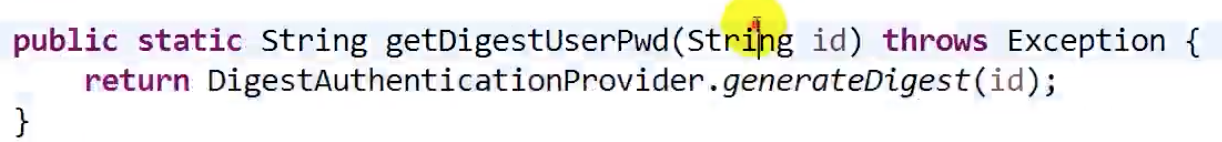 public static String getDigestUserPwd(String id) throws Exception {
    return DigestAuthenticationProvider.generateDigest(id);
}